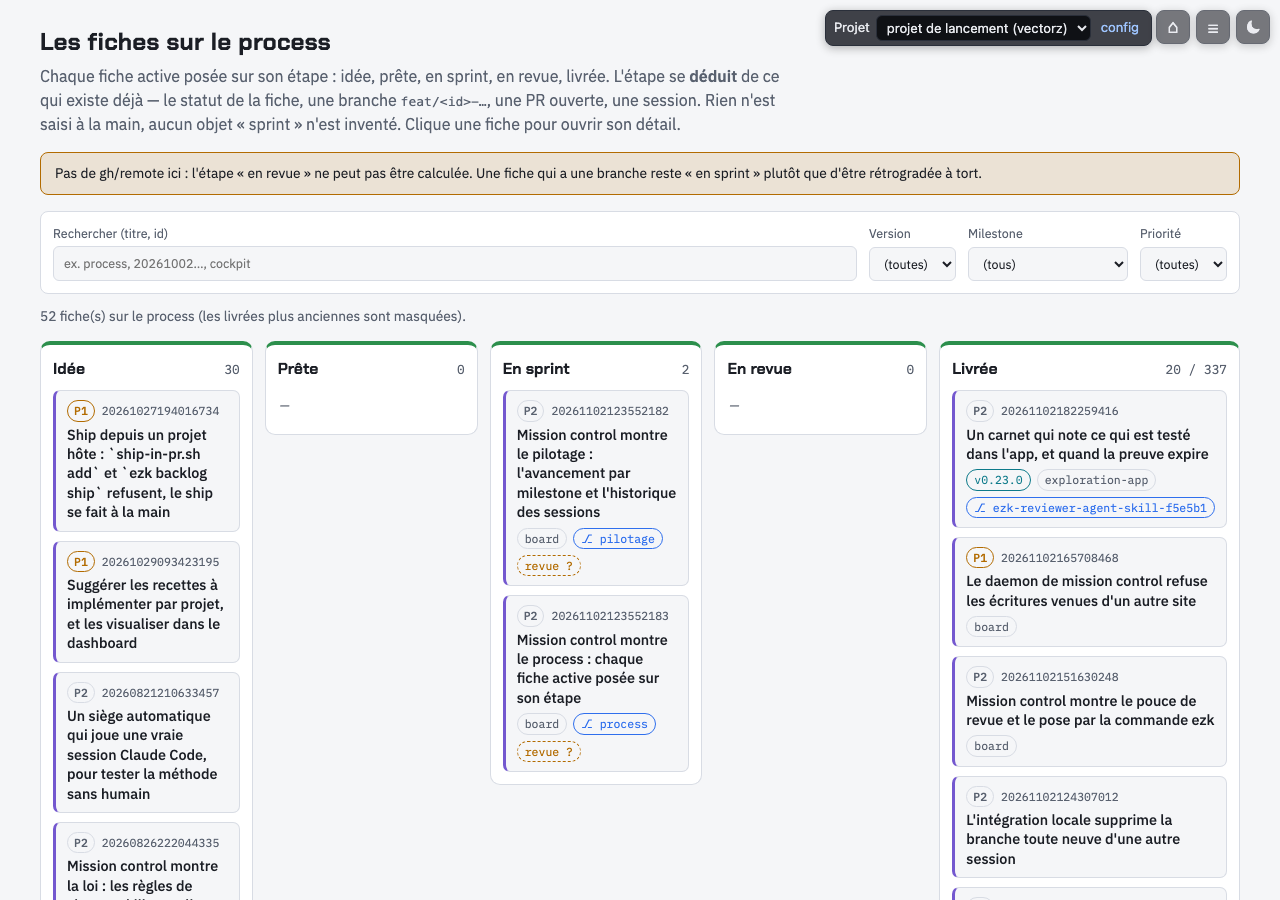 Projet
projet de lancement (vectorz)
config
Les fiches sur le process
Chaque fiche active posée sur son étape : idée, prête, en sprint, en revue, livrée. L'étape se déduit de ce
qui existe déjà — le statut de la fiche, une branche feat/<id>-…, une PR ouverte, une session. Rien n'est
saisi à la main, aucun objet « sprint » n'est inventé. Clique une fiche pour ouvrir son détail.
Pas de gh/remote ici : l'étape « en revue » ne peut pas être calculée. Une fiche qui a une branche reste « en sprint » plutôt que d'être rétrogradée à tort.
Rechercher (titre, id)
ex. process, 20261002…, cockpit
Version
(toutes)
Milestone
(tous)
Priorité
(toutes)
52 fiche(s) sur le process (les livrées plus anciennes sont masquées).
Idée 30
P1 20261027194016734
Ship depuis un projet
hôte : `ship-in-pr.sh
add` et `ezk backlog
ship` refusent, le ship
se fait à la main
P1 20261029093423195
Suggérer les recettes à
implémenter par projet,
et les visualiser dans le
dashboard
P2 20260821210633457
Un siège automatique
qui joue une vraie
session Claude Code,
pour tester la méthode
sans humain
P2 20260826222044335
Mission control montre
la loi : les règles de
Prête 0
—
En sprint 2
P2 20261102123552182
Mission control montre
le pilotage :
l'avancement par
milestone et l'historique
des sessions
board
⎇ pilotage
revue ?
P2 20261102123552183
Mission control montre
le process : chaque
fiche active posée sur
son étape
board
⎇ process
revue ?
En revue 0
—
Livrée 20 / 337
P2 20261102182259416
Un carnet qui note ce qui est testé
dans l'app, et quand la preuve expire
v0.23.0
exploration-app
⎇ ezk-reviewer-agent-skill-f5e5b1
P1 20261102165708468
Le daemon de mission control refuse
les écritures venues d'un autre site
board
P2 20261102151630248
Mission control montre le pouce de
revue et le pose par la commande ezk
board
P2 20261102124307012
L'intégration locale supprime la
branche toute neuve d'une autre
session